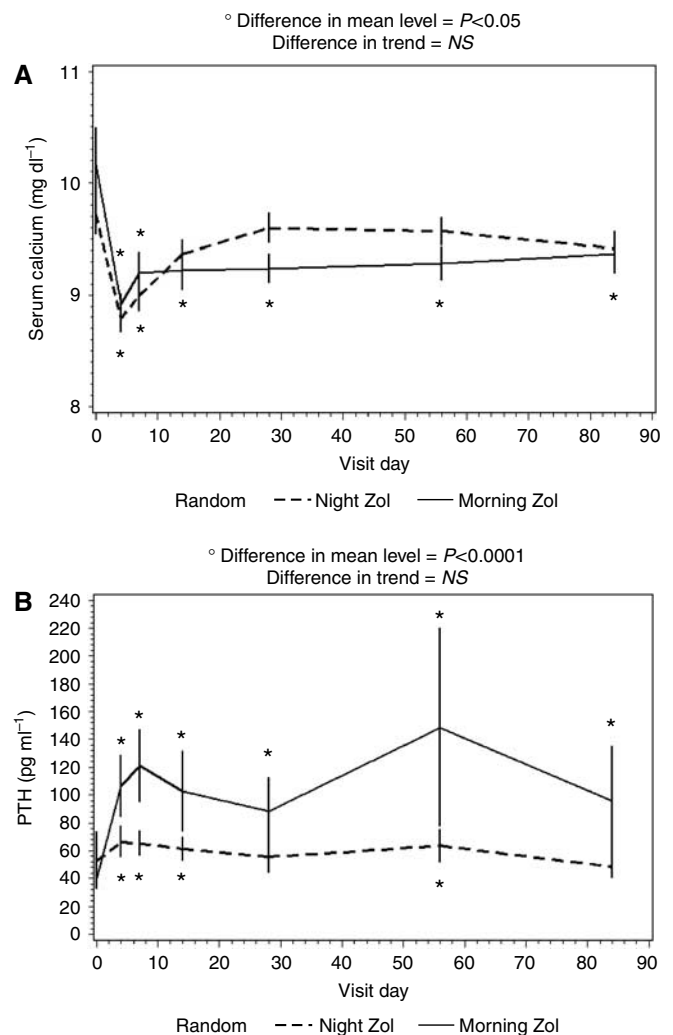 ° Difference in mean level = P<0.05
Difference in trend = NS
A
11
10
9
8
Serum calcium (mg dl⁻¹)
* * * * * * * *
0 10 20 30 40 50 60 70 80 90
Visit day
Random Night Zol Morning Zol
° Difference in mean level = P<0.0001
Difference in trend = NS
B
240
220
200
180
160
140
120
100
80
60
40
20
0
PTH (pg ml⁻¹)
* * * * * * * * * *
0 10 20 30 40 50 60 70 80 90
Visit day
Random Night Zol Morning Zol